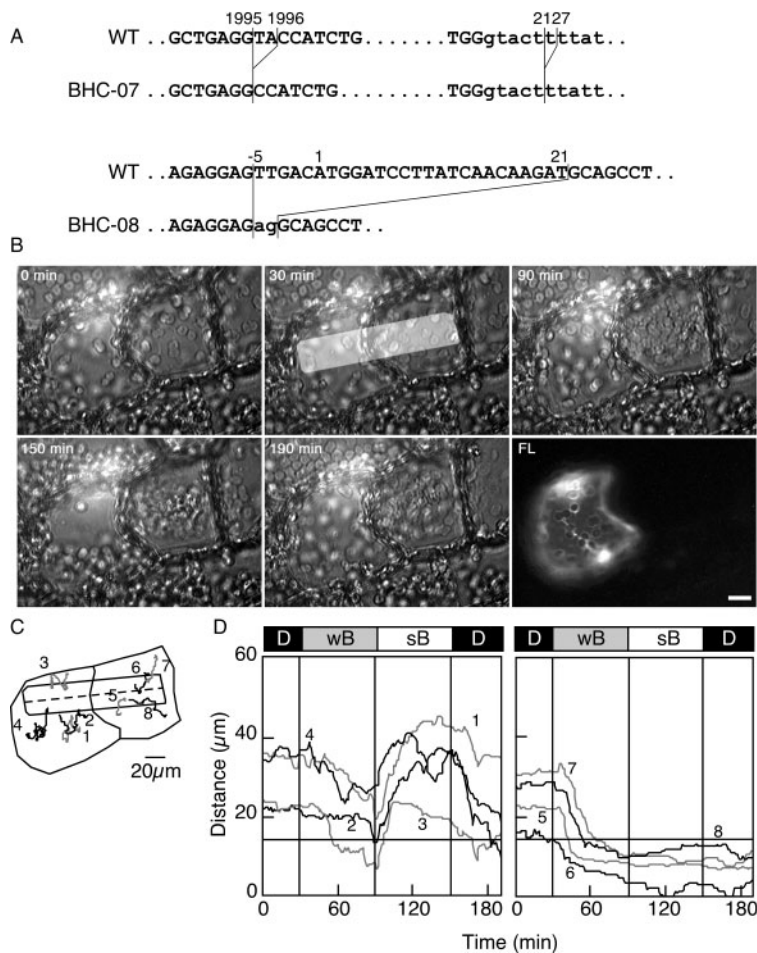 A
1995 1996 2127
WT ..GCTGAGGTACCATCTG........TGGgtacttttat..
BHC-07 ..GCTGAGGCCATCTG.........TGGgtacttttatt..
-5 1 21
WT ..AGAGGAGTTGACATGGATCCTTATCAACAAGATGCAGCCT..
BHC-08 ..AGAGGAGagGCAGCCT..
B
0 min 30 min 90 min
150 min 190 min FL
C
3 6 7
5
4 2 1 8
20µm
D
D wB sB D D wB sB D
60
40
20
0
Distance (µm)
4 1
2 3
7
5 8
6
0 60 120 180 0 60 120 180
Time (min)